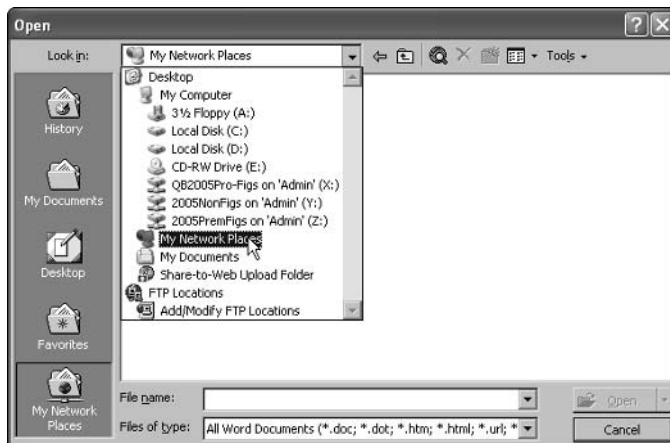 Open
Look in: My Network Places Tools
Desktop
My Computer
3½ Floppy (A:)
Local Disk (C:)
Local Disk (D:)
CD-RW Drive (E:)
QB2005Pro-Figs on 'Admin' (X:)
2005NonFigs on 'Admin' (Y:)
2005PremFigs on 'Admin' (Z:)
My Network Places
My Documents
Share-to-Web Upload Folder
FTP Locations
Add/Modify FTP Locations
History
My Documents
Desktop
Favorites
My Network
Places
File name: Open
Files of type: All Word Documents (*.doc; *.dot; *.htm; *.html; *.url; * Cancel